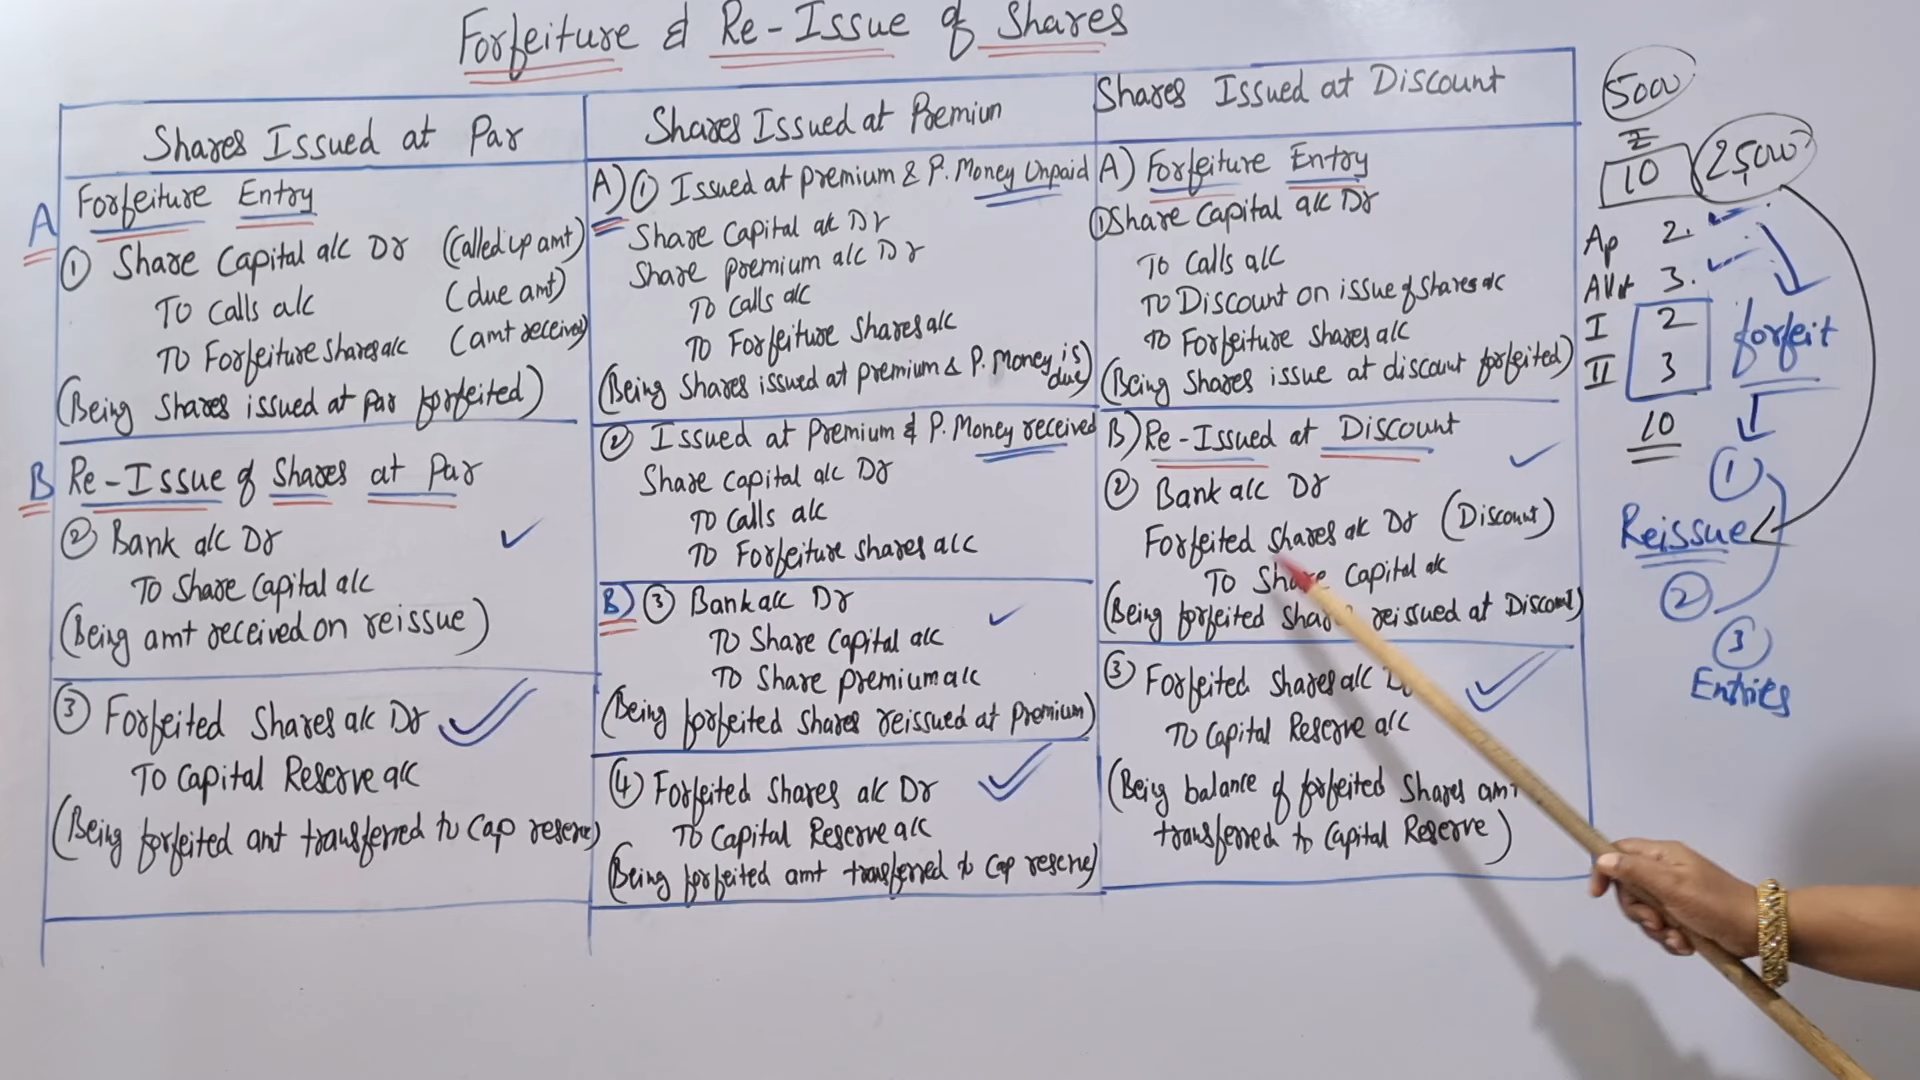 Forfeiture & Re-Issue of Shares
Shares Issued at Par
A
Forfeiture Entry
① Share Capital a/c Dr (Called up amt)
To Calls a/c (due amt)
To Forfeiture Shares a/c (amt received)
(Being Shares issued at Par forfeited)
B
Re-Issue of Shares at Par
② Bank a/c Dr
To Share Capital a/c
(Being amt received on reissue)
③ Forfeited Shares a/c Dr
To Capital Reserve a/c
(Being forfeited amt transferred to Cap reserve)
Shares Issued at Premium
A) ① Issued at premium & P. Money Unpaid
Share Capital a/c Dr
Share premium a/c Dr
To Calls a/c
To Forfeiture Shares a/c
(Being Shares issued at premium & P. Money is due)
② Issued at Premium & P. Money received
Share Capital a/c Dr
To Calls a/c
To Forfeiture shares a/c
B) ③ Bank a/c Dr
To Share Capital a/c
To Share premium a/c
(Being forfeited shares reissued at premium)
④ Forfeited Shares a/c Dr
To Capital Reserve a/c
(Being forfeited amt transferred to Cap reserve)
Shares Issued at Discount
A) Forfeiture Entry
① Share Capital a/c Dr
To Calls a/c
To Discount on issue of shares a/c
To Forfeiture Shares a/c
(Being Shares issue at discount forfeited)
B) Re-Issued at Discount
② Bank a/c Dr
Forfeited Shares a/c Dr (Discount)
To Share Capital a/c
(Being forfeited Share reissued at Discount)
③ Forfeited Shares a/c
To Capital Reserve a/c
(Being balance of forfeited Shares amt
transferred to Capital Reserve)
5000
10 25,000
Ap 2
Allt 3
I 2
II 3
10
forfeit
①
Reissue
②
③
Entries